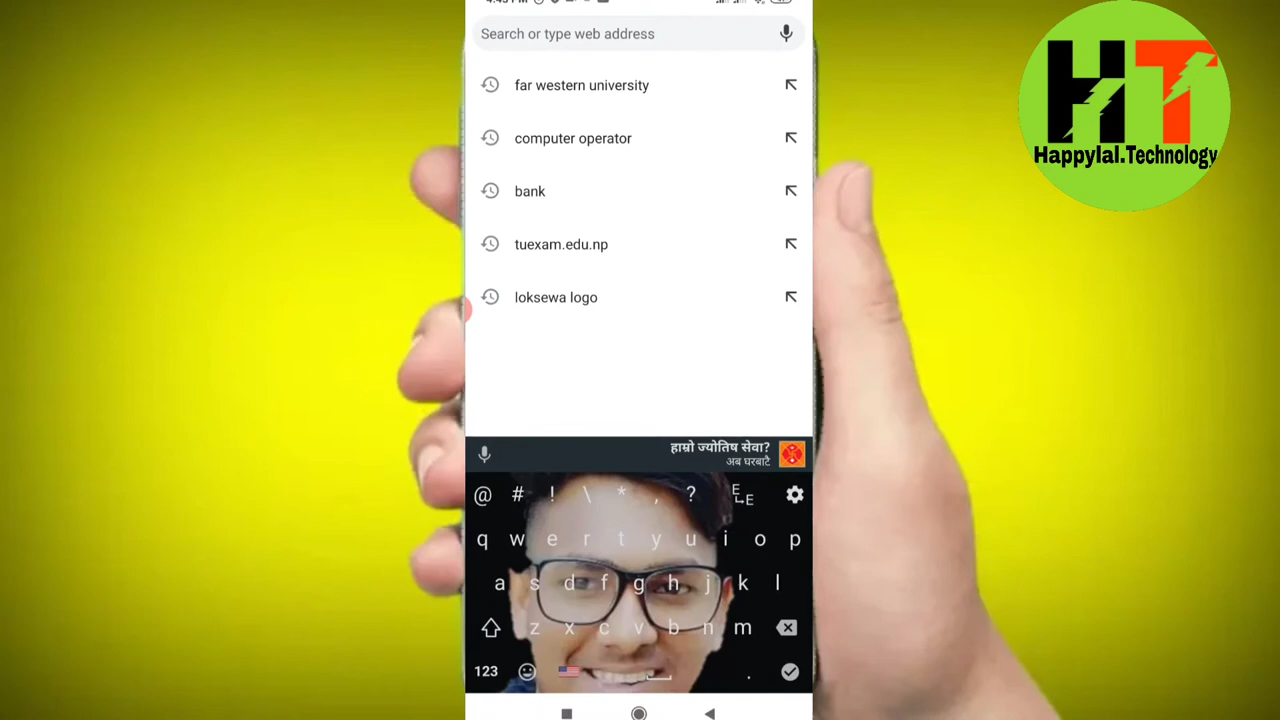 Search or type web address
far western university
computer operator
bank
tuexam.edu.np
loksewa logo
हाम्रो ज्योतिष सेवा?
अब घरबाटै
@ # ! \ * , ? E E
q w e r t y u i o p
a s d f g h j k l
z x c v b n m
123 .
HT
Happylal.Technology